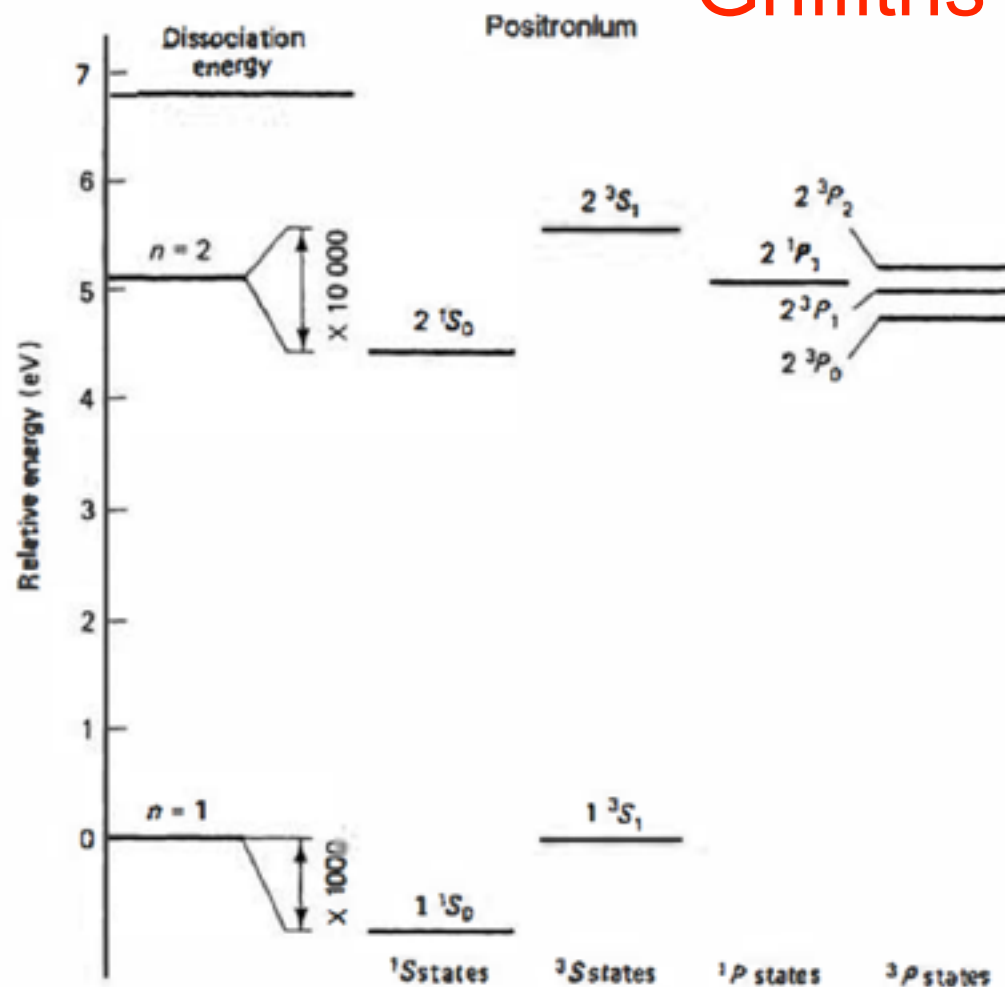 Griffiths
Positronium
Dissociation
energy
7
6
5
4
3
2
1
0
Relative energy (eV)
n = 2
× 10 000
2 ¹S₀
2 ³S₁
2 ¹P₁
2 ³P₂
2 ³P₁
2 ³P₀
n = 1
× 1000
1 ¹S₀
1 ³S₁
¹S states
³S states
¹P states
³P states